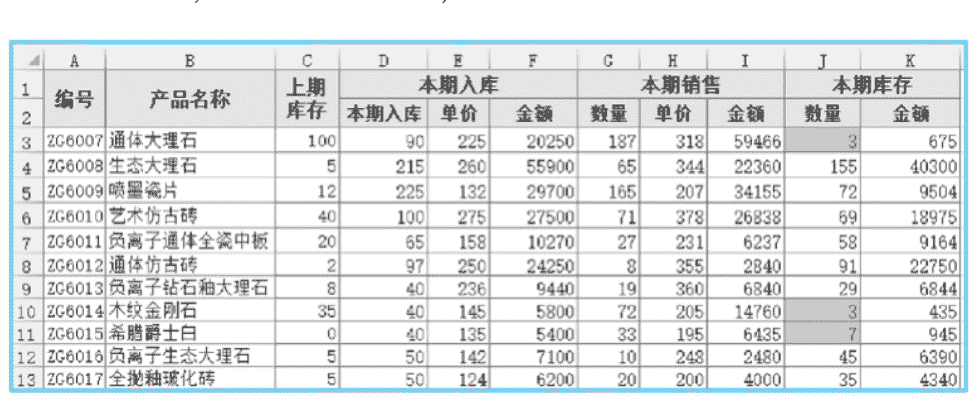 A B C D E F G H I J K
1 编号 产品名称 上期库存 本期入库 本期销售 本期库存
2 本期入库 单价 金额 数量 单价 金额 数量 金额
3 ZG6007 通体大理石 100 90 225 20250 187 318 59466 3 675
4 ZG6008 生态大理石 5 215 260 55900 65 344 22360 155 40300
5 ZG6009 喷墨瓷片 12 225 132 29700 165 207 34155 72 9504
6 ZG6010 艺术仿古砖 40 100 275 27500 71 378 26838 69 18975
7 ZG6011 负离子通体全瓷中板 20 65 158 10270 27 231 6237 58 9164
8 ZG6012 通体仿古砖 2 97 250 24250 8 355 2840 91 22750
9 ZG6013 负离子钻石釉大理石 8 40 236 9440 19 360 6840 29 6844
10 ZG6014 木纹金刚石 35 40 145 5800 72 205 14760 3 435
11 ZG6015 希腊爵士白 0 40 135 5400 33 195 6435 7 945
12 ZG6016 负离子生态大理石 5 50 142 7100 10 248 2480 45 6390
13 ZG6017 全抛釉玻化砖 5 50 124 6200 20 200 4000 35 4340